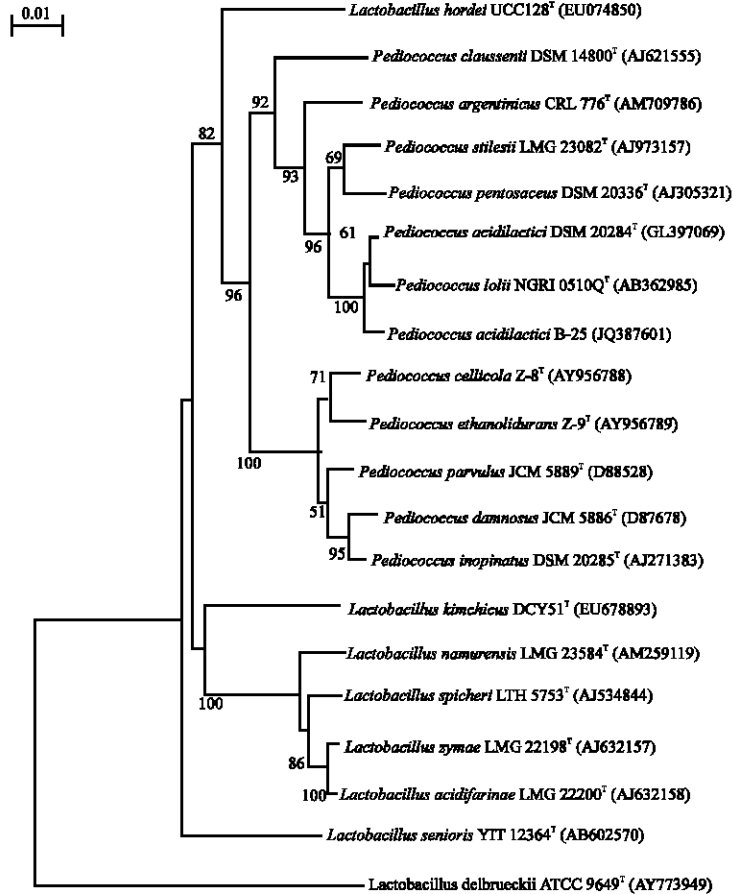 0.01
Lactobacillus hordei UCC128ᵀ (EU074850)
Pediococcus claussenii DSM 14800ᵀ (AJ621555)
92
Pediococcus argentinicus CRL 776ᵀ (AM709786)
82
Pediococcus stilesii LMG 23082ᵀ (AJ973157)
69
93
Pediococcus pentosaceus DSM 20336ᵀ (AJ305321)
Pediococcus acidilactici DSM 20284ᵀ (GL397069)
61
96
Pediococcus lolii NGRI 0510Qᵀ (AB362985)
96
100
Pediococcus acidilactici B-25 (JQ387601)
Pediococcus cellicola Z-8ᵀ (AY956788)
71
Pediococcus ethanolidurans Z-9ᵀ (AY956789)
100
Pediococcus parvulus JCM 5889ᵀ (D88528)
51
Pediococcus damnosus JCM 5886ᵀ (D87678)
95
Pediococcus inopinatus DSM 20285ᵀ (AJ271383)
Lactobacillus kimchicus DCY51ᵀ (EU678893)
Lactobacillus namurensis LMG 23584ᵀ (AM259119)
Lactobacillus spicheri LTH 5753ᵀ (AJ534844)
100
Lactobacillus zymae LMG 22198ᵀ (AJ632157)
86
100
Lactobacillus acidifarinae LMG 22200ᵀ (AJ632158)
Lactobacillus senioris YIT 12364ᵀ (AB602570)
Lactobacillus delbrueckii ATCC 9649ᵀ (AY773949)